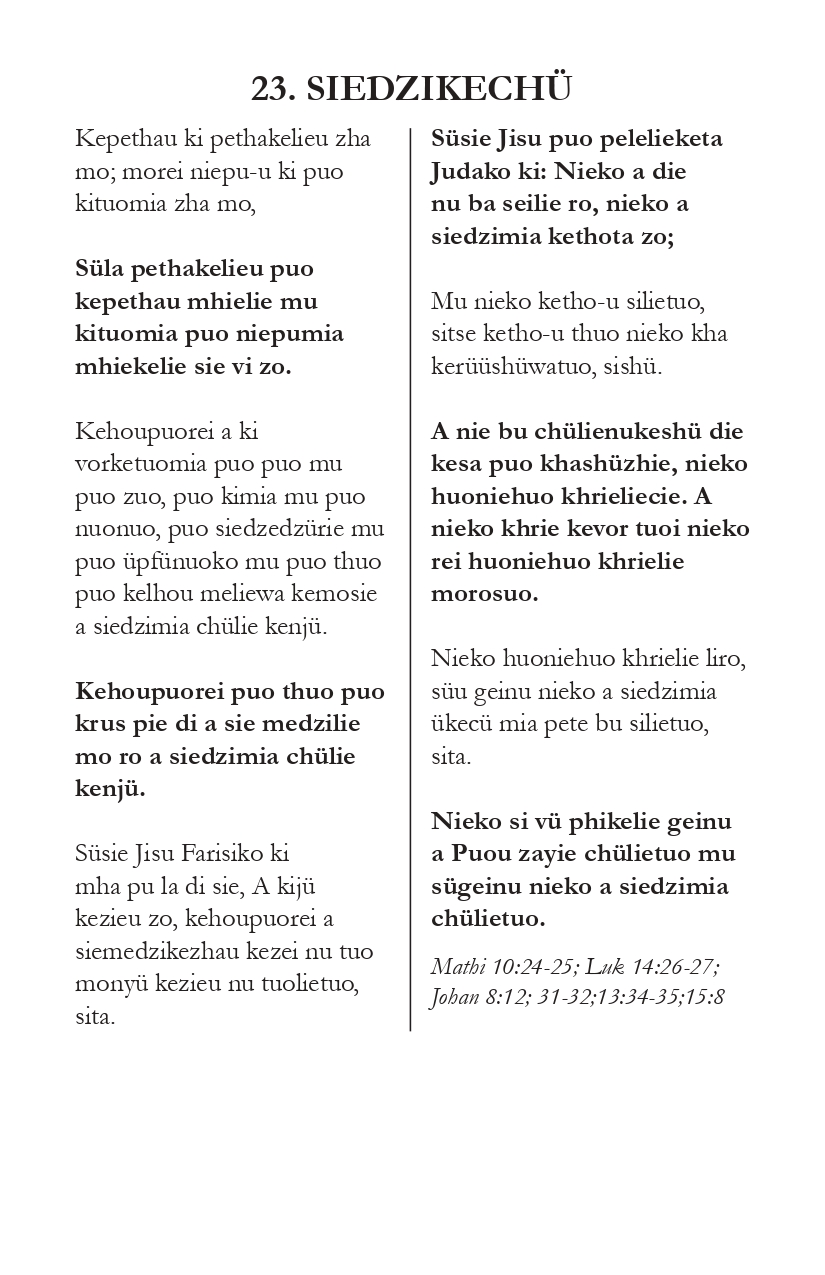 23. SIEDZIKECHÜ
Kepethau ki pethakelieu zha
mo; morei niepu-u ki puo
kituomia zha mo,
Süla pethakelieu puo
kepethau mhielie mu
kituomia puo niepumia
mhiekelie sie vi zo.
Kehoupuorei a ki
vorketuomia puo puo mu
puo zuo, puo kimia mu puo
nuonuo, puo siedzedzürie mu
puo üpfünuoko mu puo thuo
puo kelhou meliewa kemosie
a siedzimia chülie kenjü.
Kehoupuorei puo thuo puo
krus pie di a sie medzilie
mo ro a siedzimia chülie
kenjü.
Süsie Jisu Farisiko ki
mha pu la di sie, A kijü
kezieu zo, kehoupuorei a
siemedzikezhau kezei nu tuo
monyü kezieu nu tuolietuo,
sita.
Süsie Jisu puo pelelieketa
Judako ki: Nieko a die
nu ba seilie ro, nieko a
siedzimia kethota zo;
Mu nieko ketho-u silietuo,
sitse ketho-u thuo nieko kha
kerüüshüwatuo, sishü.
A nie bu chülienukeshü die
kesa puo khashüzhie, nieko
huoniehuo khrieliecie. A
nieko khrie kevor tuoi nieko
rei huoniehuo khrielie
morosuo.
Nieko huoniehuo khrielie liro,
süu geinu nieko a siedzimia
ükecü mia pete bu silietuo,
sita.
Nieko si vü phikelie geinu
a Puou zayie chülietuo mu
sügeinu nieko a siedzimia
chülietuo.
Mathi 10:24-25; Luk 14:26-27;
Johan 8:12; 31-32;13:34-35;15:8